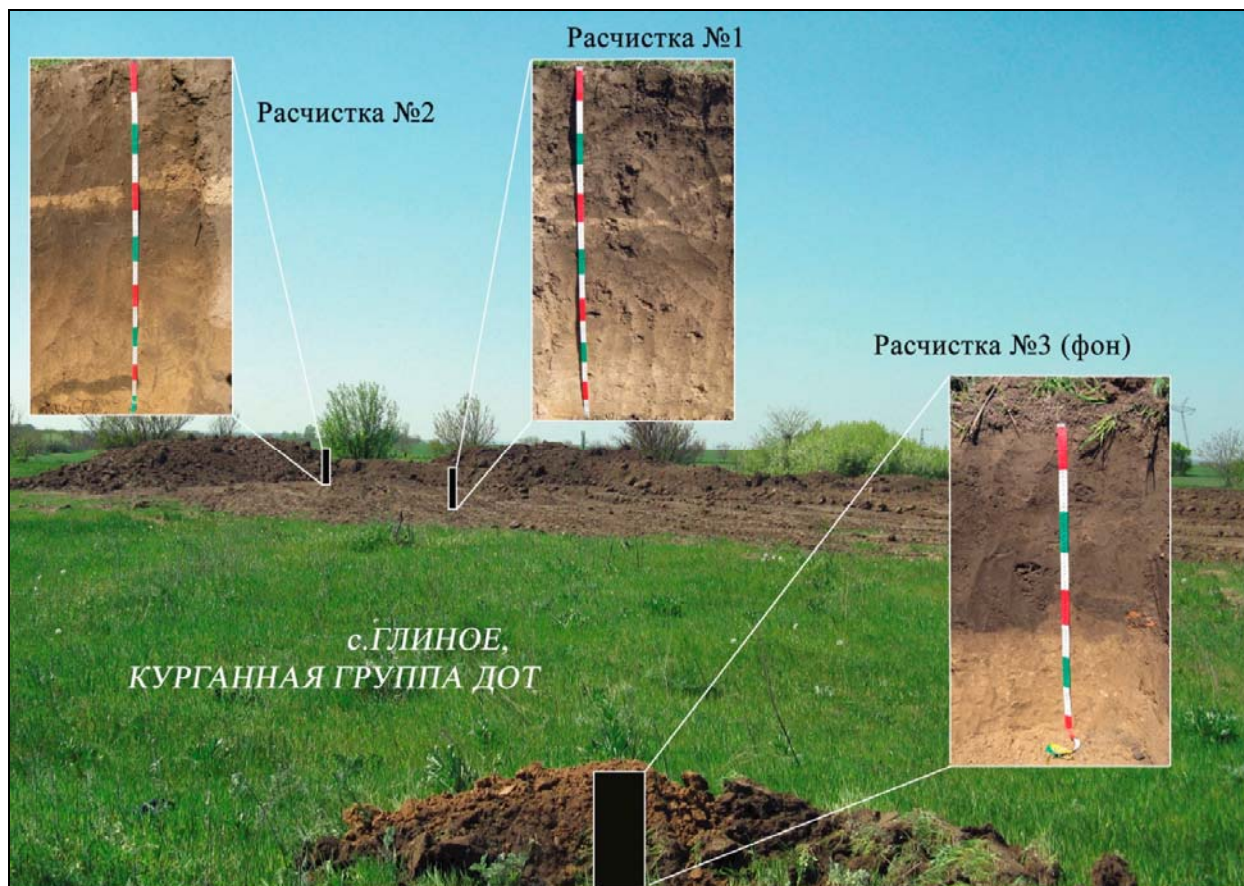 Расчистка №1
Расчистка №2
Расчистка №3 (фон)
с.ГЛИНОЕ,
КУРГАННАЯ ГРУППА ДОТ